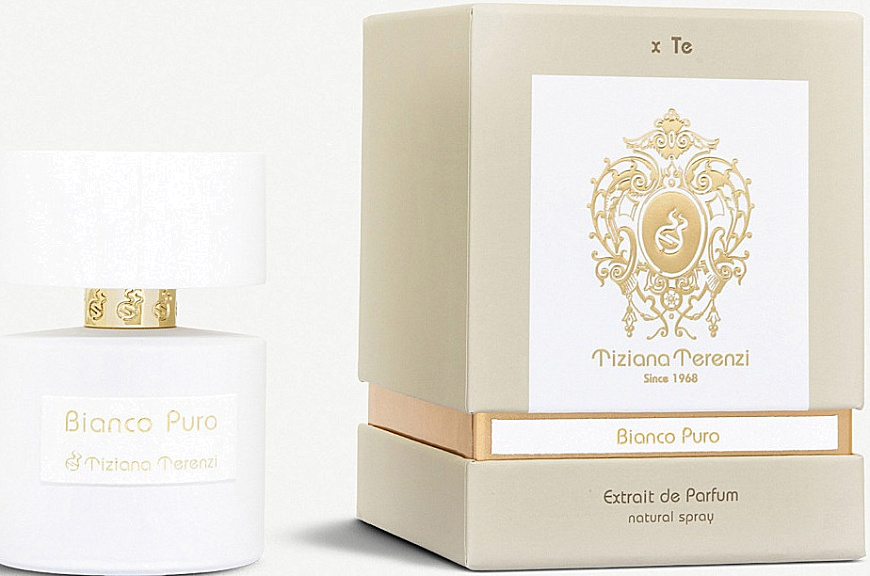 Bianco Puro
Tiziana Terenzi
x Te
Tiziana Terenzi
Since 1968
Bianco Puro
Extrait de Parfum
natural spray